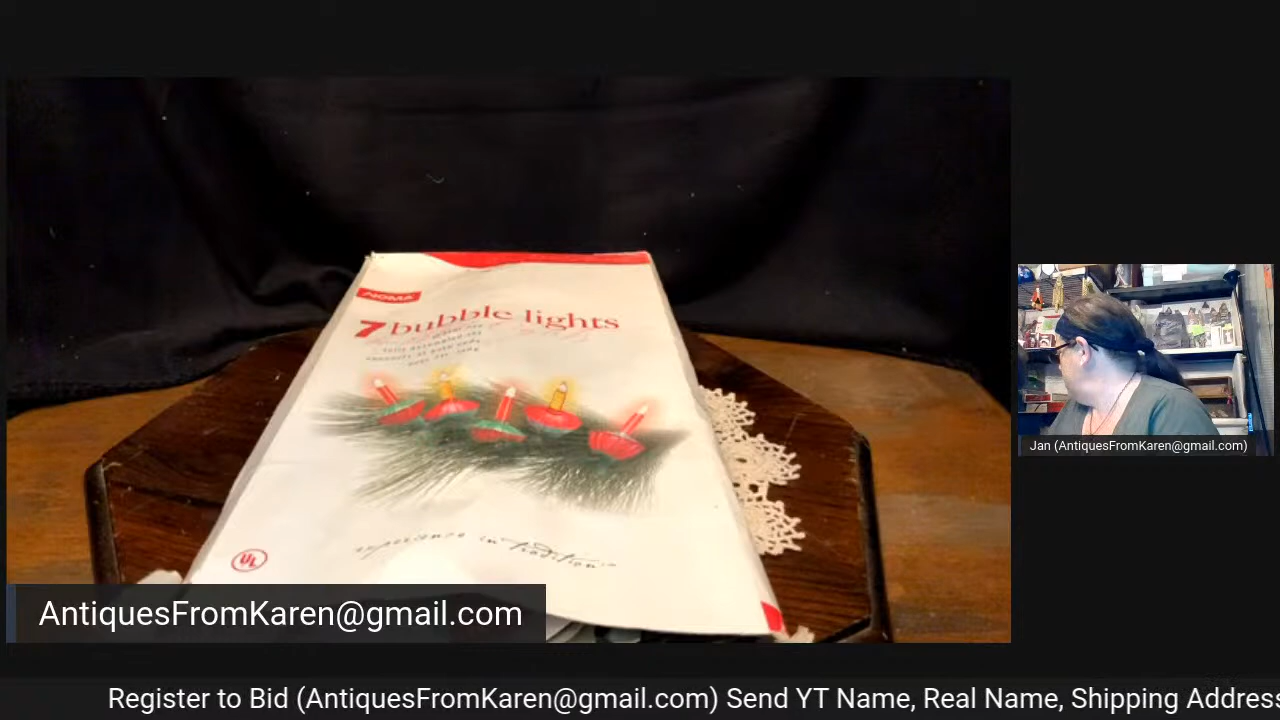 NOMA
7 bubble lights
experience in tradition
UL
AntiquesFromKaren@gmail.com
Jan (AntiquesFromKaren@gmail.com)
Register to Bid (AntiquesFromKaren@gmail.com) Send YT Name, Real Name, Shipping Address